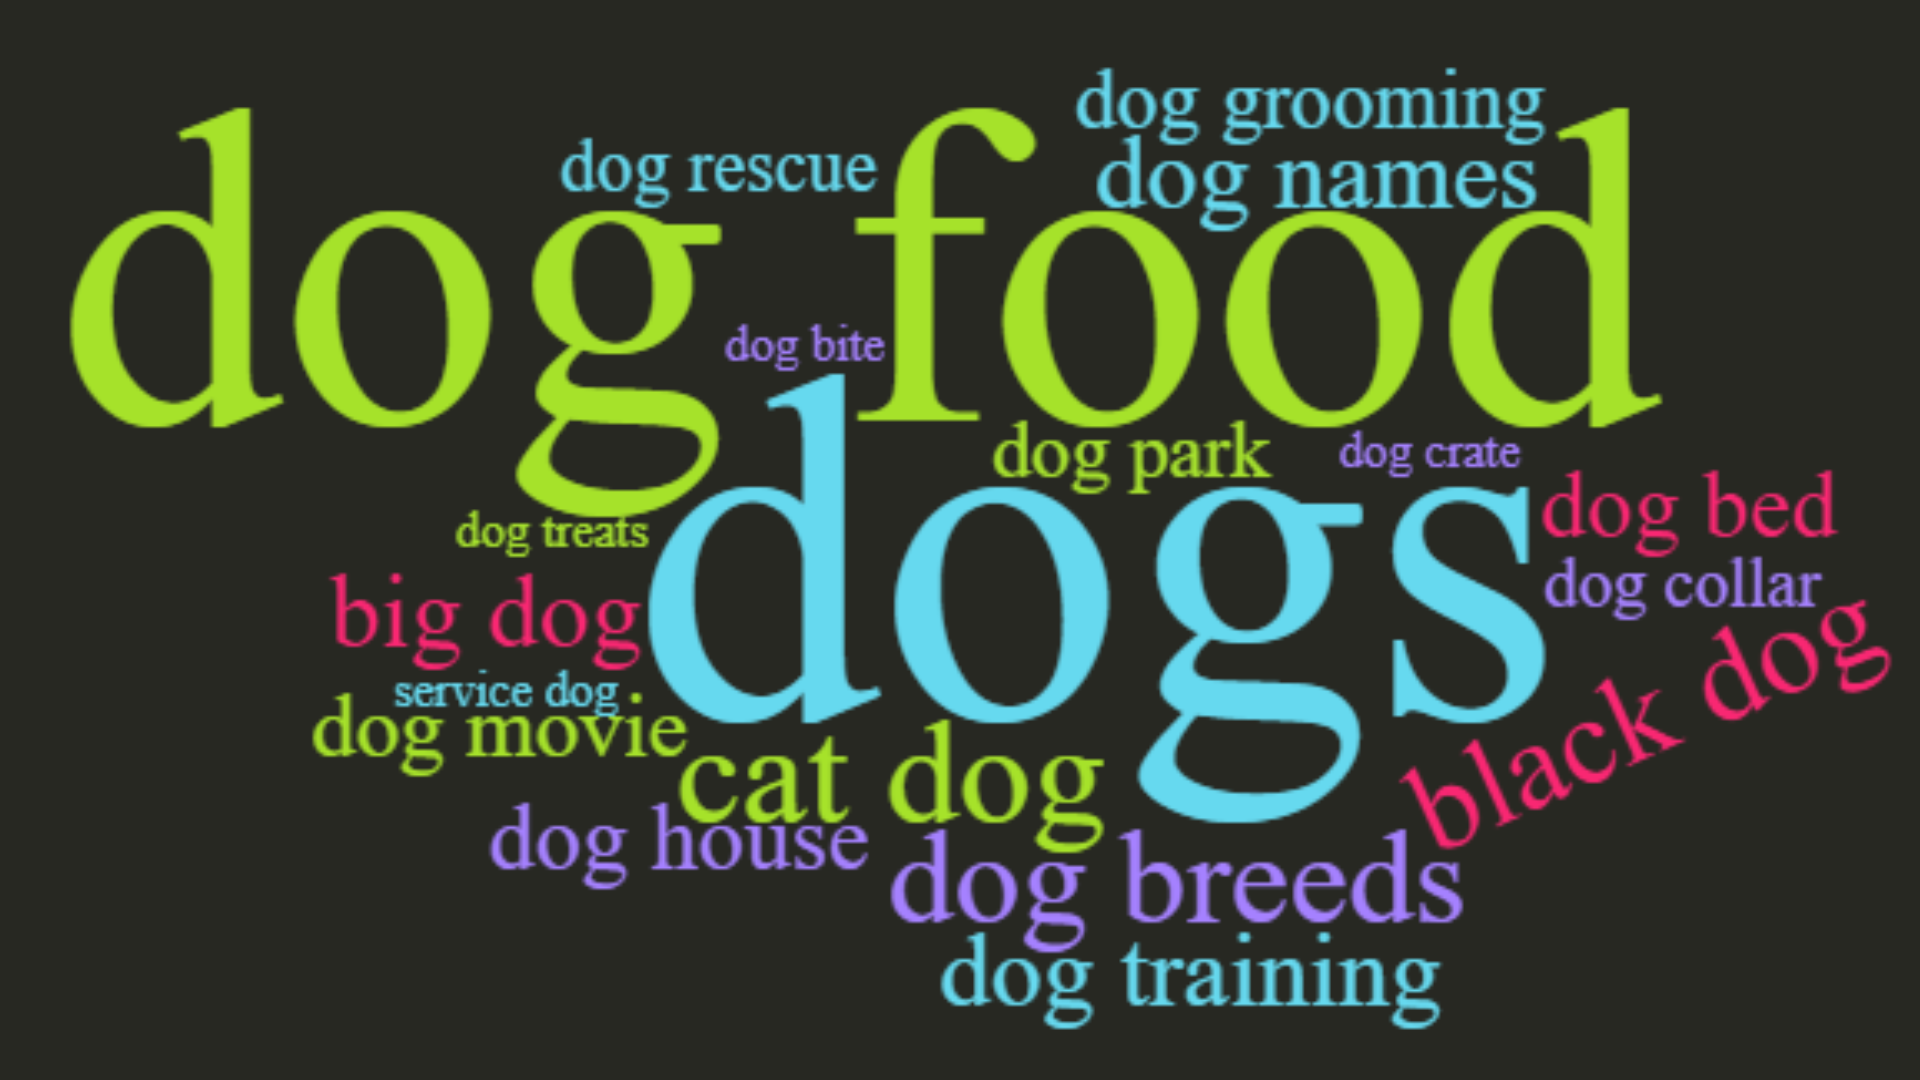 dog grooming
dog rescue
dog names
dog food
dog bite
dog park
dog crate
dog treats
dogs
dog bed
dog collar
big dog
service dog
dog movie
black dog
cat dog
dog house
dog breeds
dog training